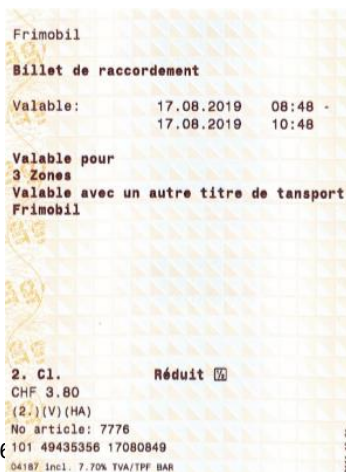 Frimobil
Billet de raccordement
Valable: 17.08.2019 08:48 -
17.08.2019 10:48
Valable pour
3 Zones
Valable avec un autre titre de tansport
Frimobil
2. Cl. Réduit ½
CHF 3.80
(2.)(V)(HA)
No article: 7776
101 49435356 17080849
04187 incl. 7.70% TVA/TPF BAR